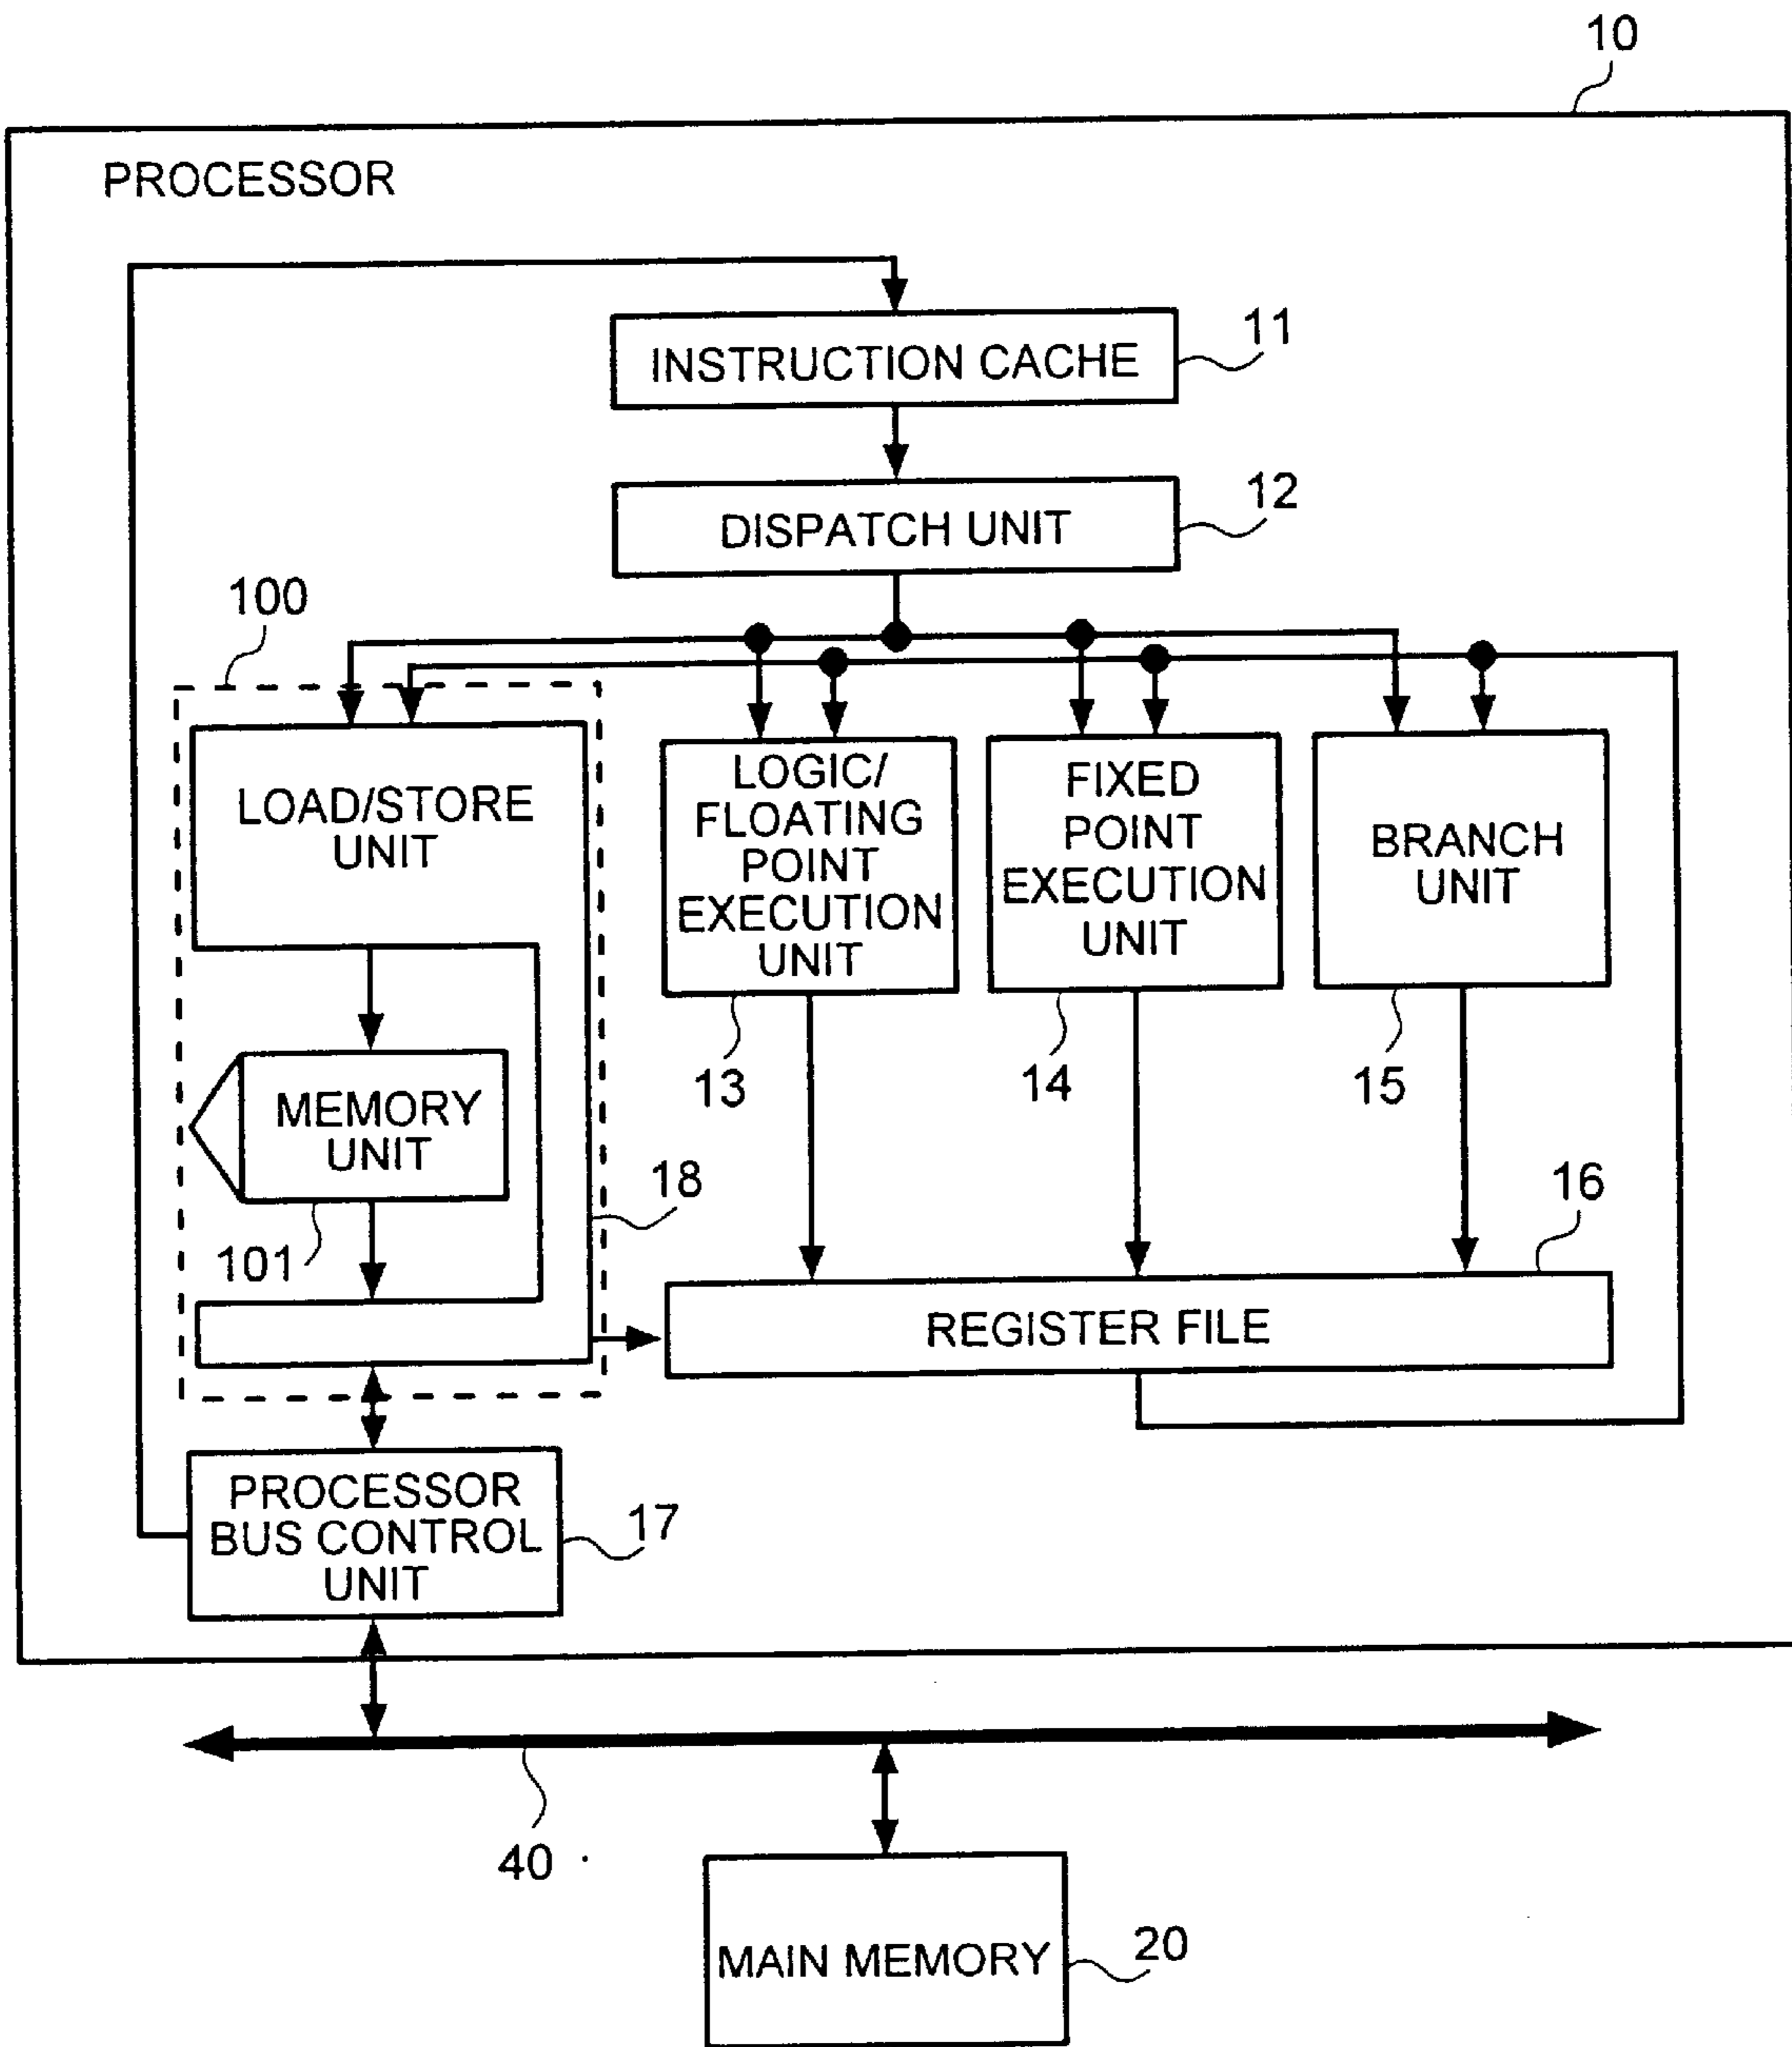 10
PROCESSOR
INSTRUCTION CACHE
11
DISPATCH UNIT
12
100
LOAD/STORE
UNIT
LOGIC/
FLOATING
POINT
EXECUTION
UNIT
FIXED
POINT
EXECUTION
UNIT
BRANCH
UNIT
13
14
15
MEMORY
UNIT
101
18
16
REGISTER FILE
PROCESSOR
BUS CONTROL
UNIT
17
40
MAIN MEMORY
20